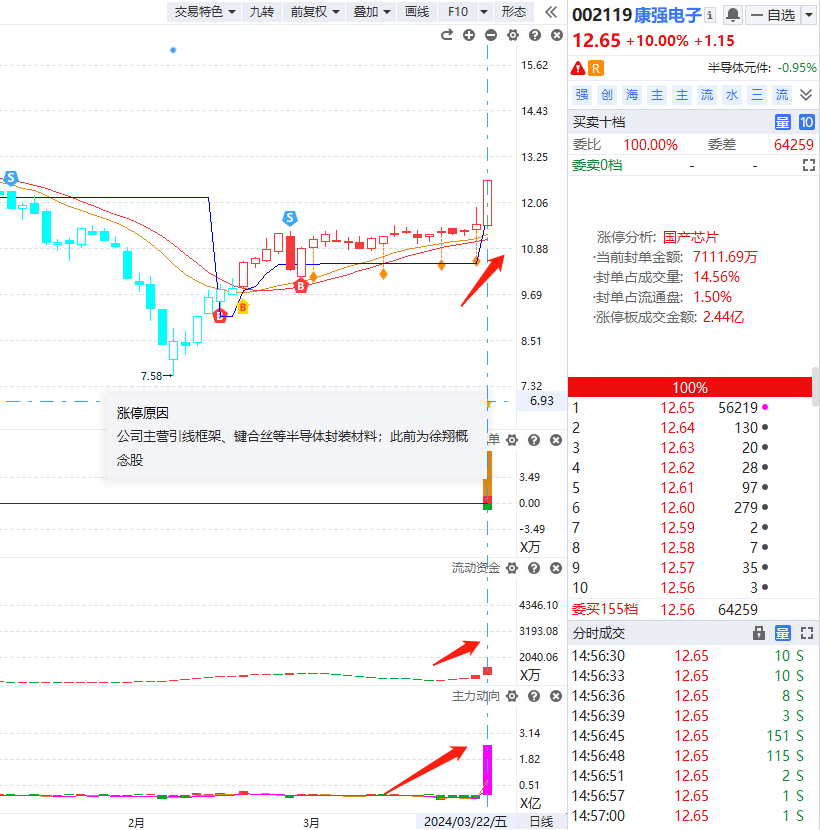 交易特色 九转 前复权 叠加 画线 F10 形态
002119 康强电子 自选
12.65 +10.00% +1.15
R 半导体元件: -0.95%
强 创 海 主 主 流 水 三 流
买卖十档 量 10
委比 100.00% 委差 64259
委卖0档 - -
涨停分析: 国产芯片
·当前封单金额: 7111.69万
·封单占成交量: 14.56%
·封单占流通盘: 1.50%
·涨停板成交金额: 2.44亿
100%
1 12.65 56219
2 12.64 130
3 12.63 20
4 12.62 28
5 12.61 97
6 12.60 279
7 12.59 2
8 12.58 7
9 12.57 35
10 12.56 3
委买155档 12.56 64259
分时成交 量
14:56:30 12.65 10 S
14:56:33 12.65 10 S
14:56:36 12.65 8 S
14:56:39 12.65 3 S
14:56:45 12.65 151 S
14:56:48 12.65 115 S
14:56:51 12.65 2 S
14:56:57 12.65 1 S
14:57:00 12.65 1 S
15.62
14.43
13.25
12.06
10.88
9.69
8.51
7.32
6.93
S
S
B
B
7.58
涨停原因
公司主营引线框架、键合丝等半导体封装材料；此前为徐翔概
念股
单
3.49
0.00
-3.49
X万
流动资金
4346.10
3193.08
2040.06
X万
主力动向
3.14
1.82
0.51
X亿
2月 3月 2024/03/22/五 日线